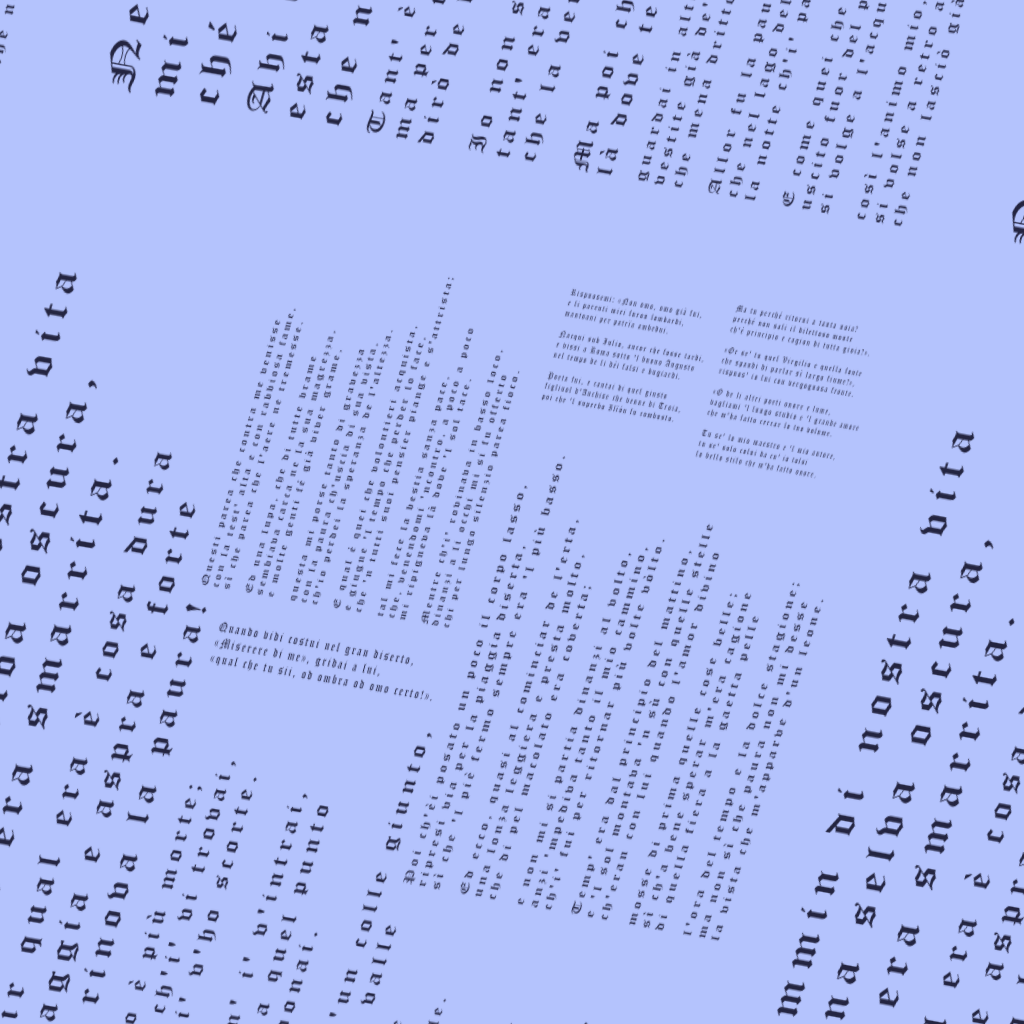 Ne
mi
ché
Ahi
esta
che n
Tant' è
ma per
dirò de
Io non s
tant' era
che la ver
Ma poi ch
là dove te
guardai in alt
vestite già de'
che mena dritto
Allor fu la pau
che nel lago del
la notte ch'i' pa
E come quei che
uscito fuor del p
si volge a l'acqu
così l'animo mio,
si volse a retro a
che non lasciò già
stra vita
oscura,
era smarrita.
ir qual era è cosa dura
aggia e aspra e forte
rinova la paura!
è più morte;
ch'i' vi trovai,
i' v'ho scorte.
n' i' v'intrai,
a quel punto
onai.
'un colle giunto,
valle
Poi ch'èi posato un poco il corpo lasso,
ripresi via per la piaggia diserta,
sì che 'l piè fermo sempre era 'l più basso.
Ed ecco, quasi al cominciar de l'erta,
una lonza leggiera e presta molto,
che di pel macolato era coverta;
e non mi si partia dinanzi al volto,
anzi 'mpediva tanto il mio cammino,
ch'i' fui per ritornar più volte vòlto.
Temp' era dal principio del mattino,
e 'l sol montava 'n sù con quelle stelle
ch'eran con lui quando l'amor divino
mosse di prima quelle cose belle;
sì ch'a bene sperar m'era cagione
di quella fiera a la gaetta pelle
l'ora del tempo e la dolce stagione;
ma non sì che paura non mi desse
la vista che m'apparve d'un leone.
Questi parea che contra me venisse
con la test' alta e con rabbiosa fame,
sì che parea che l'aere ne tremesse.
Ed una lupa, che di tutte brame
sembiava carca ne la sua magrezza,
e molte genti fé già viver grame,
questa mi porse tanto di gravezza
con la paura ch'uscia di sua vista,
ch'io perdei la speranza de l'altezza.
E qual è quei che volontieri acquista,
e giugne 'l tempo che perder lo face,
che 'n tutti suoi pensier piange e s'attrista;
tal mi fece la bestia sanza pace,
che, venendomi 'ncontro, a poco a poco
mi ripigneva là dove 'l sol tace.
Mentre ch'i' rovinava in basso loco,
dinanzi a li occhi mi si fu offerto
chi per lungo silenzio parea fioco.
Quando vidi costui nel gran diserto,
«Miserere di me», gridai a lui,
«qual che tu sii, od ombra od omo certo!».
Rispuosemi: «Non omo, omo già fui,
e li parenti miei furon lombardi,
mantoani per patria ambedui.
Nacqui sub Iulio, ancor che fosse tardi,
e vissi a Roma sotto 'l buono Augusto
nel tempo de li dèi falsi e bugiardi.
Poeta fui, e cantai di quel giusto
figliuol d'Anchise che venne di Troia,
poi che 'l superbo Ilión fu combusto.
Ma tu perché ritorni a tanta noia?
perché non sali il dilettoso monte
ch'è principio e cagion di tutta gioia?».
«Or se' tu quel Virgilio e quella fonte
che spandi di parlar sì largo fiume?»,
rispuos' io lui con vergognosa fronte.
«O de li altri poeti onore e lume,
vagliami 'l lungo studio e 'l grande amore
che m'ha fatto cercar lo tuo volume.
Tu se' lo mio maestro e 'l mio autore,
tu se' solo colui da cu' io tolsi
lo bello stilo che m'ha fatto onore.
mmin di nostra vita
na selva oscura,
era smarrita.
era è cosa
e aspr